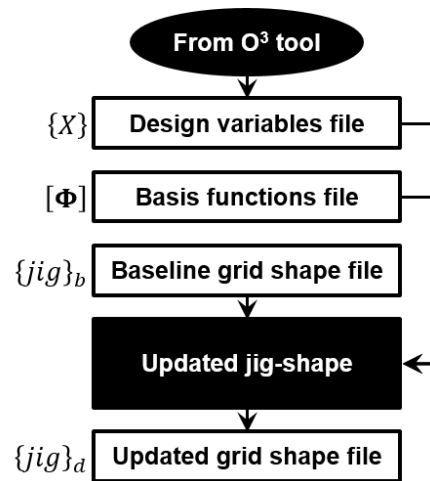 From O³ tool
{X} Design variables file
[Φ] Basis functions file
{jig}_b Baseline grid shape file
Updated jig-shape
{jig}_d Updated grid shape file